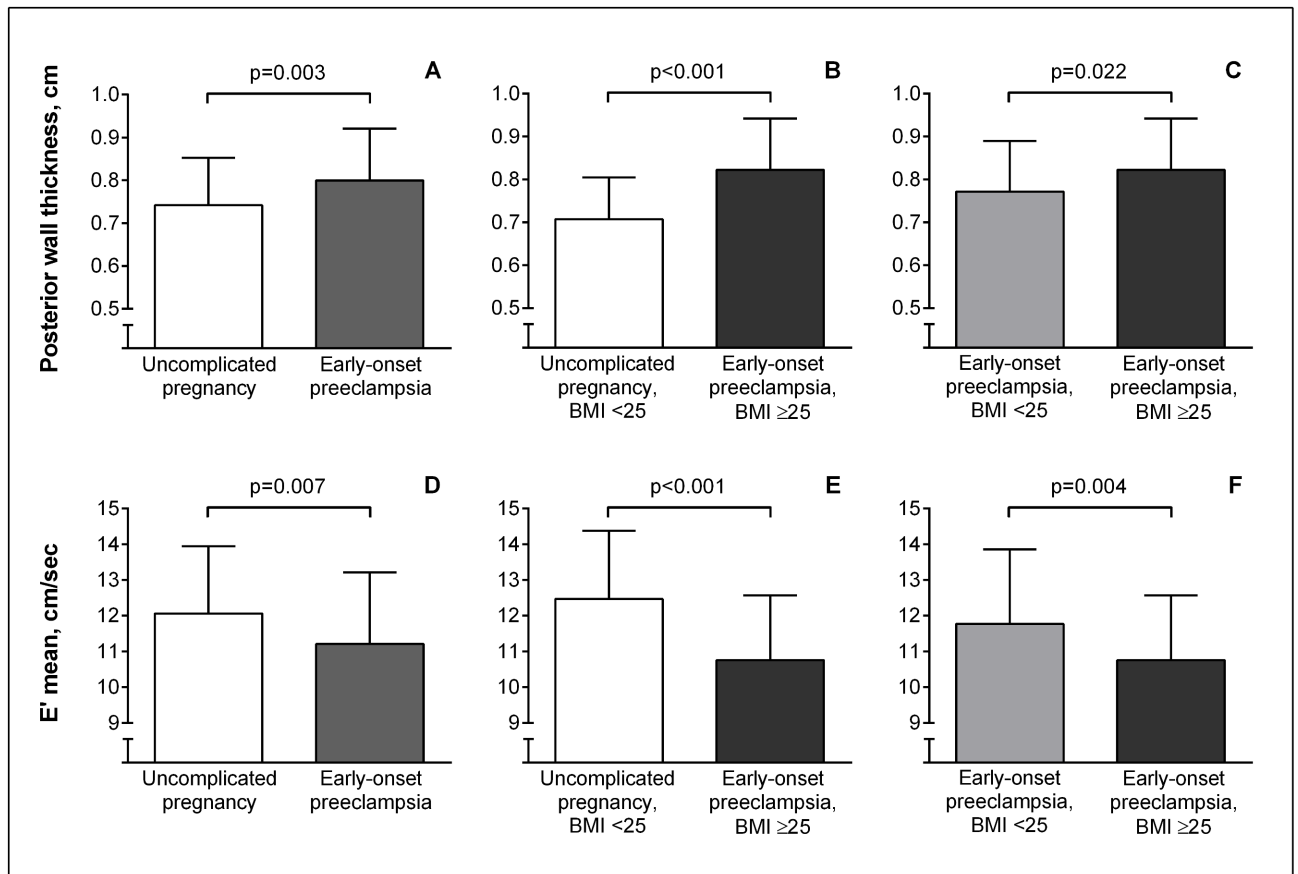 Posterior wall thickness, cm
p=0.003
A
1.0
0.9
0.8
0.7
0.6
0.5
Uncomplicated
pregnancy
Early-onset
preeclampsia
p<0.001
B
1.0
0.9
0.8
0.7
0.6
0.5
Uncomplicated
pregnancy,
BMI <25
Early-onset
preeclampsia,
BMI ≥25
p=0.022
C
1.0
0.9
0.8
0.7
0.6
0.5
Early-onset
preeclampsia,
BMI <25
Early-onset
preeclampsia,
BMI ≥25
E' mean, cm/sec
p=0.007
D
15
14
13
12
11
10
9
Uncomplicated
pregnancy
Early-onset
preeclampsia
p<0.001
E
15
14
13
12
11
10
9
Uncomplicated
pregnancy,
BMI <25
Early-onset
preeclampsia,
BMI ≥25
p=0.004
F
15
14
13
12
11
10
9
Early-onset
preeclampsia,
BMI <25
Early-onset
preeclampsia,
BMI ≥25